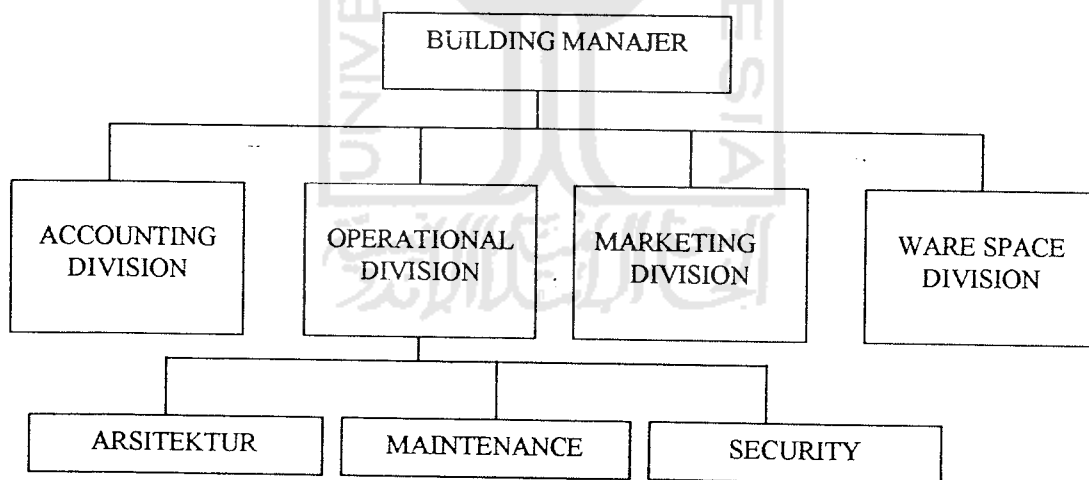 BUILDING MANAJER
ACCOUNTING
DIVISION
OPERATIONAL
DIVISION
MARKETING
DIVISION
WARE SPACE
DIVISION
ARSITEKTUR
MAINTENANCE
SECURITY